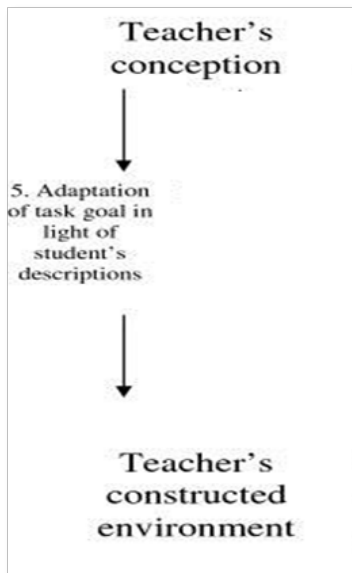 Teacher's
conception
5. Adaptation
of task goal in
light of
student's
descriptions
Teacher's
constructed
environment